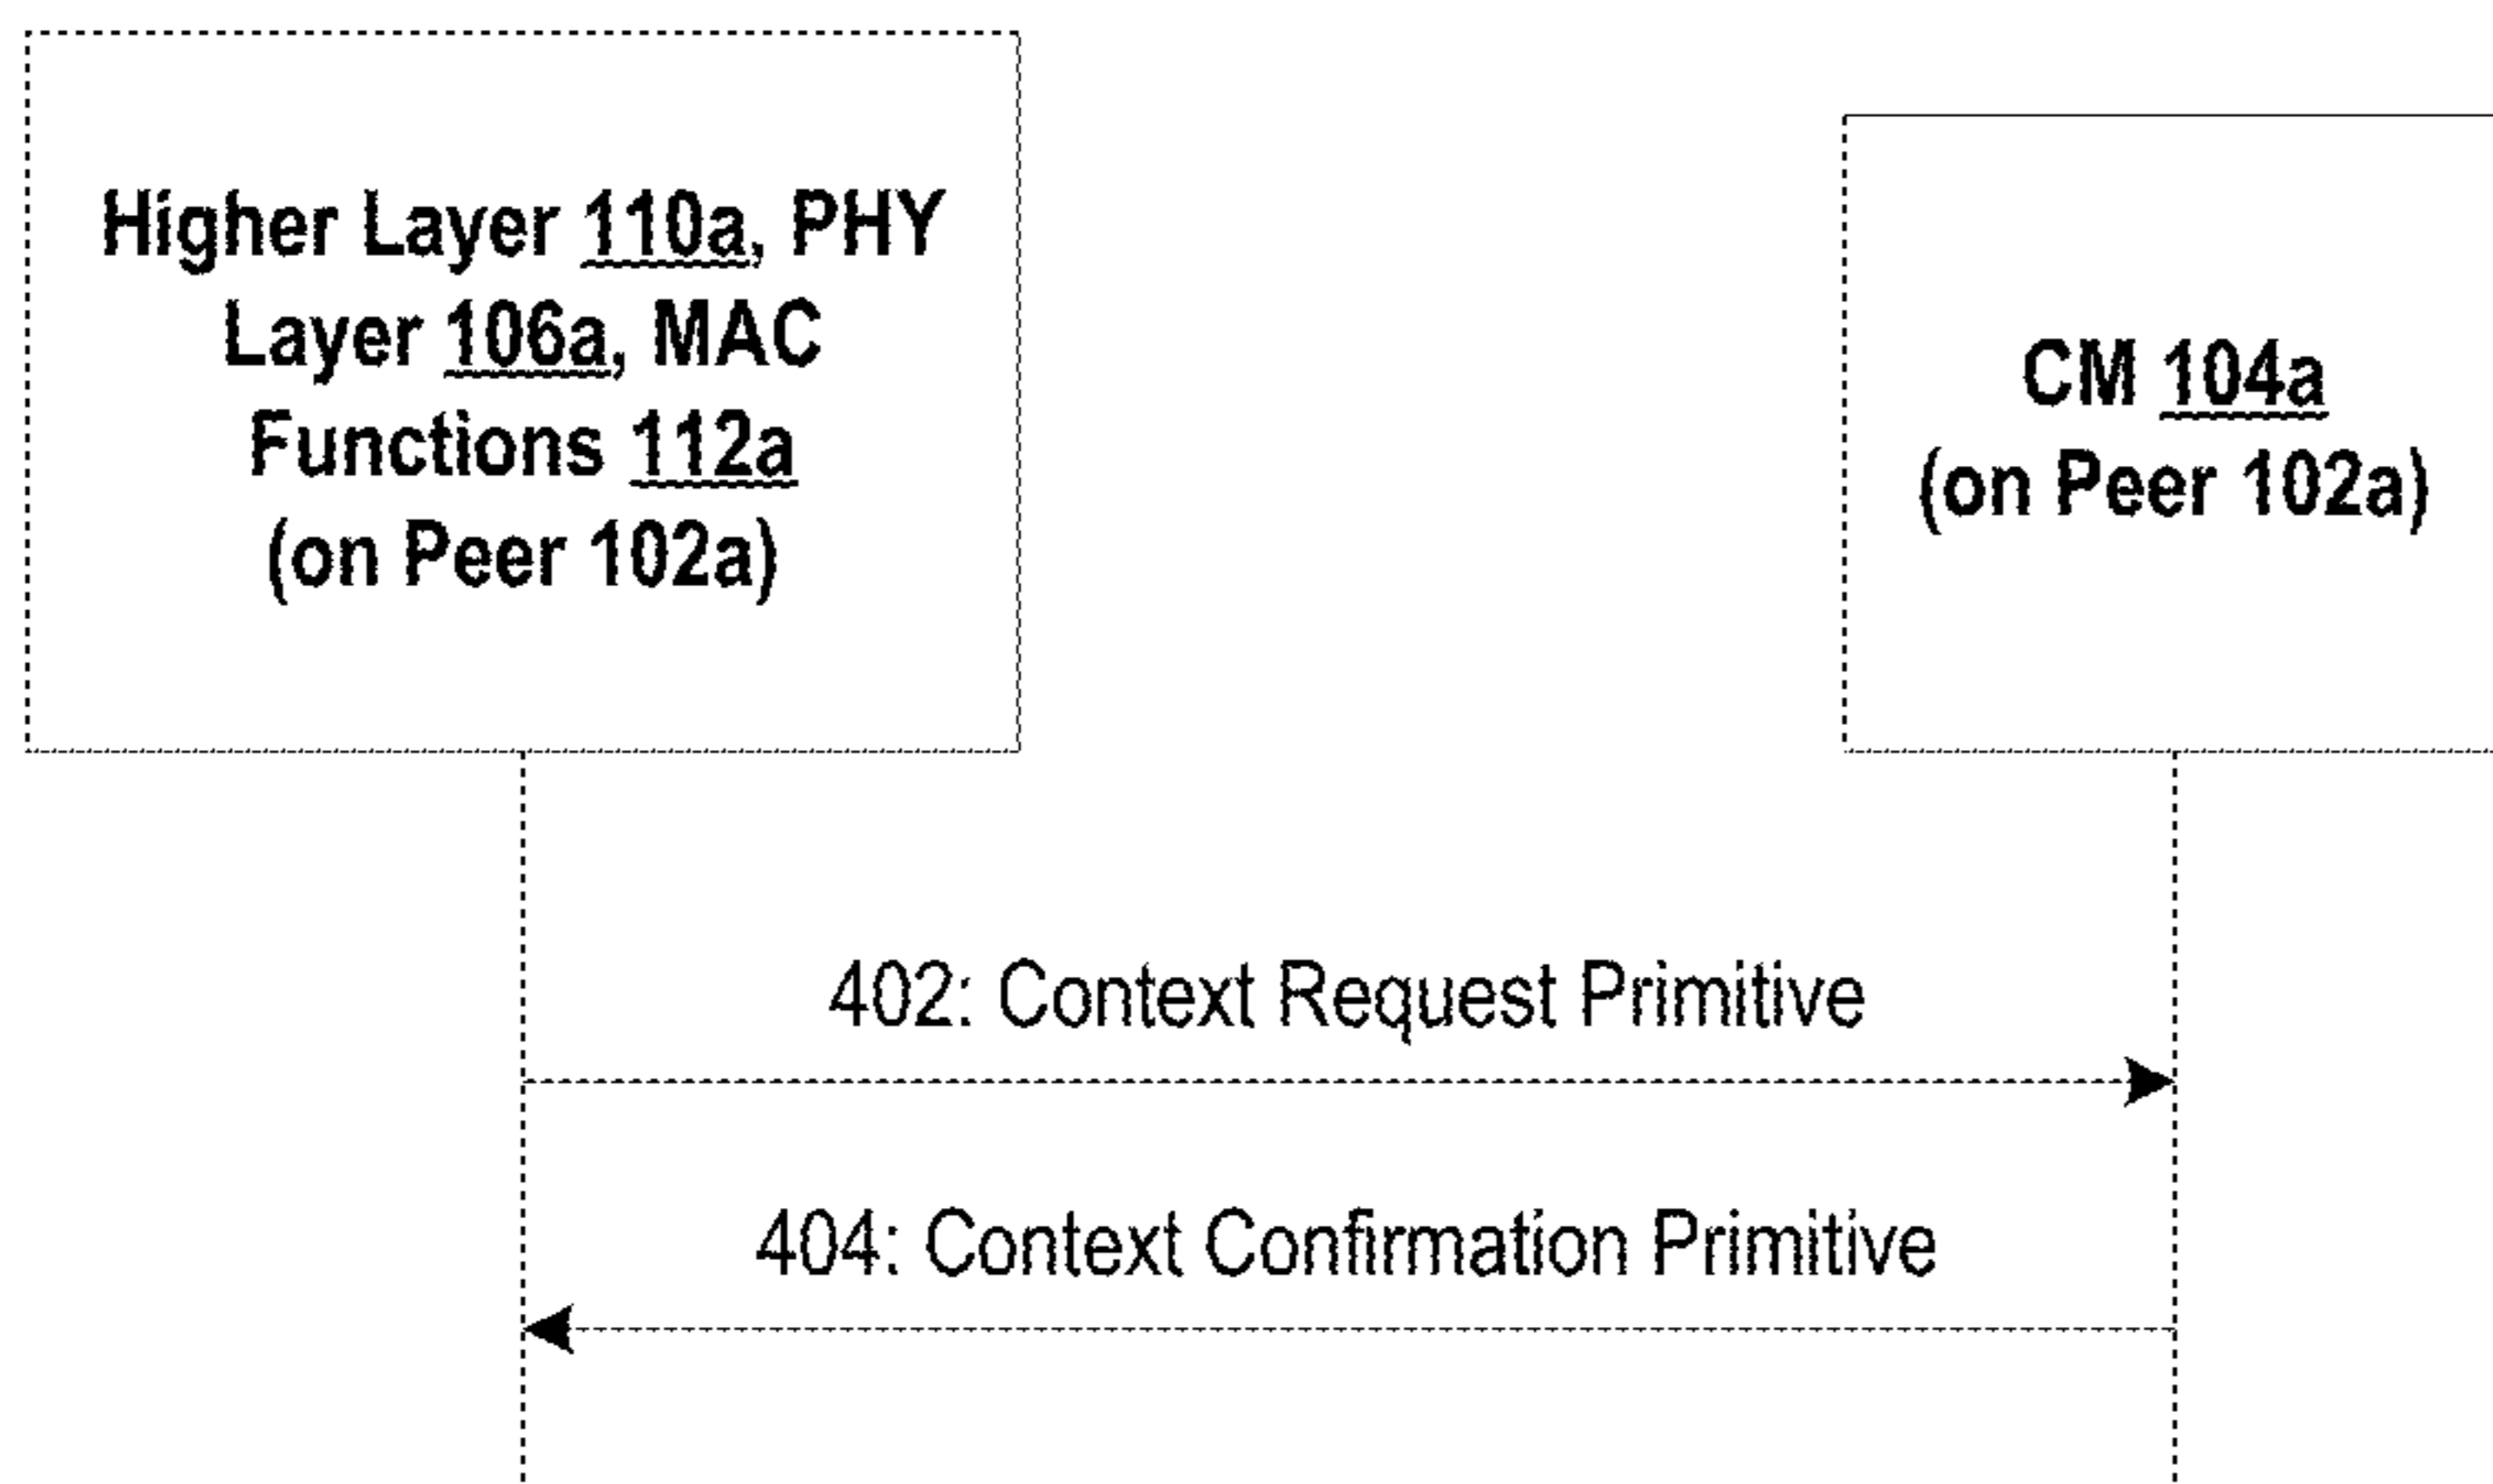 Higher Layer 110a, PHY
Layer 106a, MAC
Functions 112a
(on Peer 102a)
CM 104a
(on Peer 102a)
402: Context Request Primitive
404: Context Confirmation Primitive